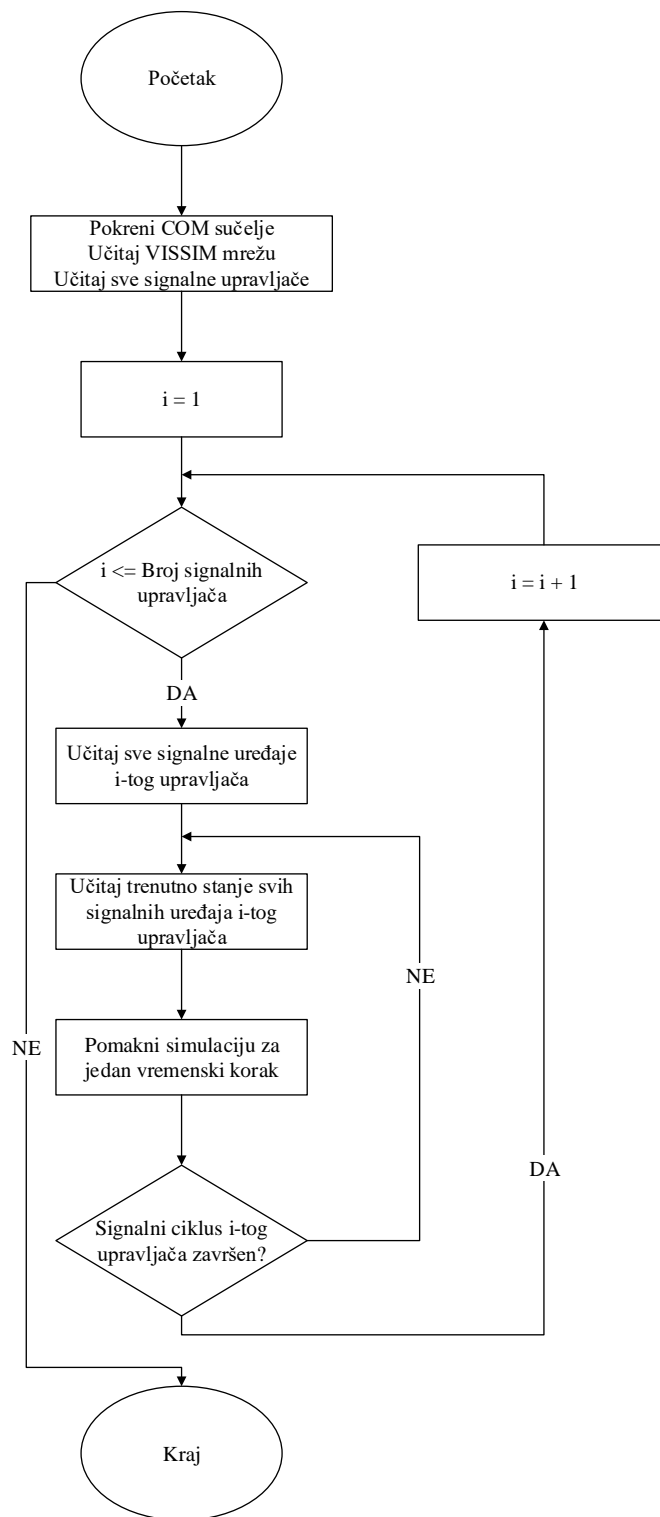 Početak
Pokreni COM sučelje
Učitaj VISSIM mrežu
Učitaj sve signalne upravljače
i = 1
i <= Broj signalnih
upravljača
i = i + 1
DA
Učitaj sve signalne uređaje
i-tog upravljača
Učitaj trenutno stanje svih
signalnih uređaja i-tog
upravljača
NE
NE
Pomakni simulaciju za
jedan vremenski korak
DA
Signalni ciklus i-tog
upravljača završen?
Kraj